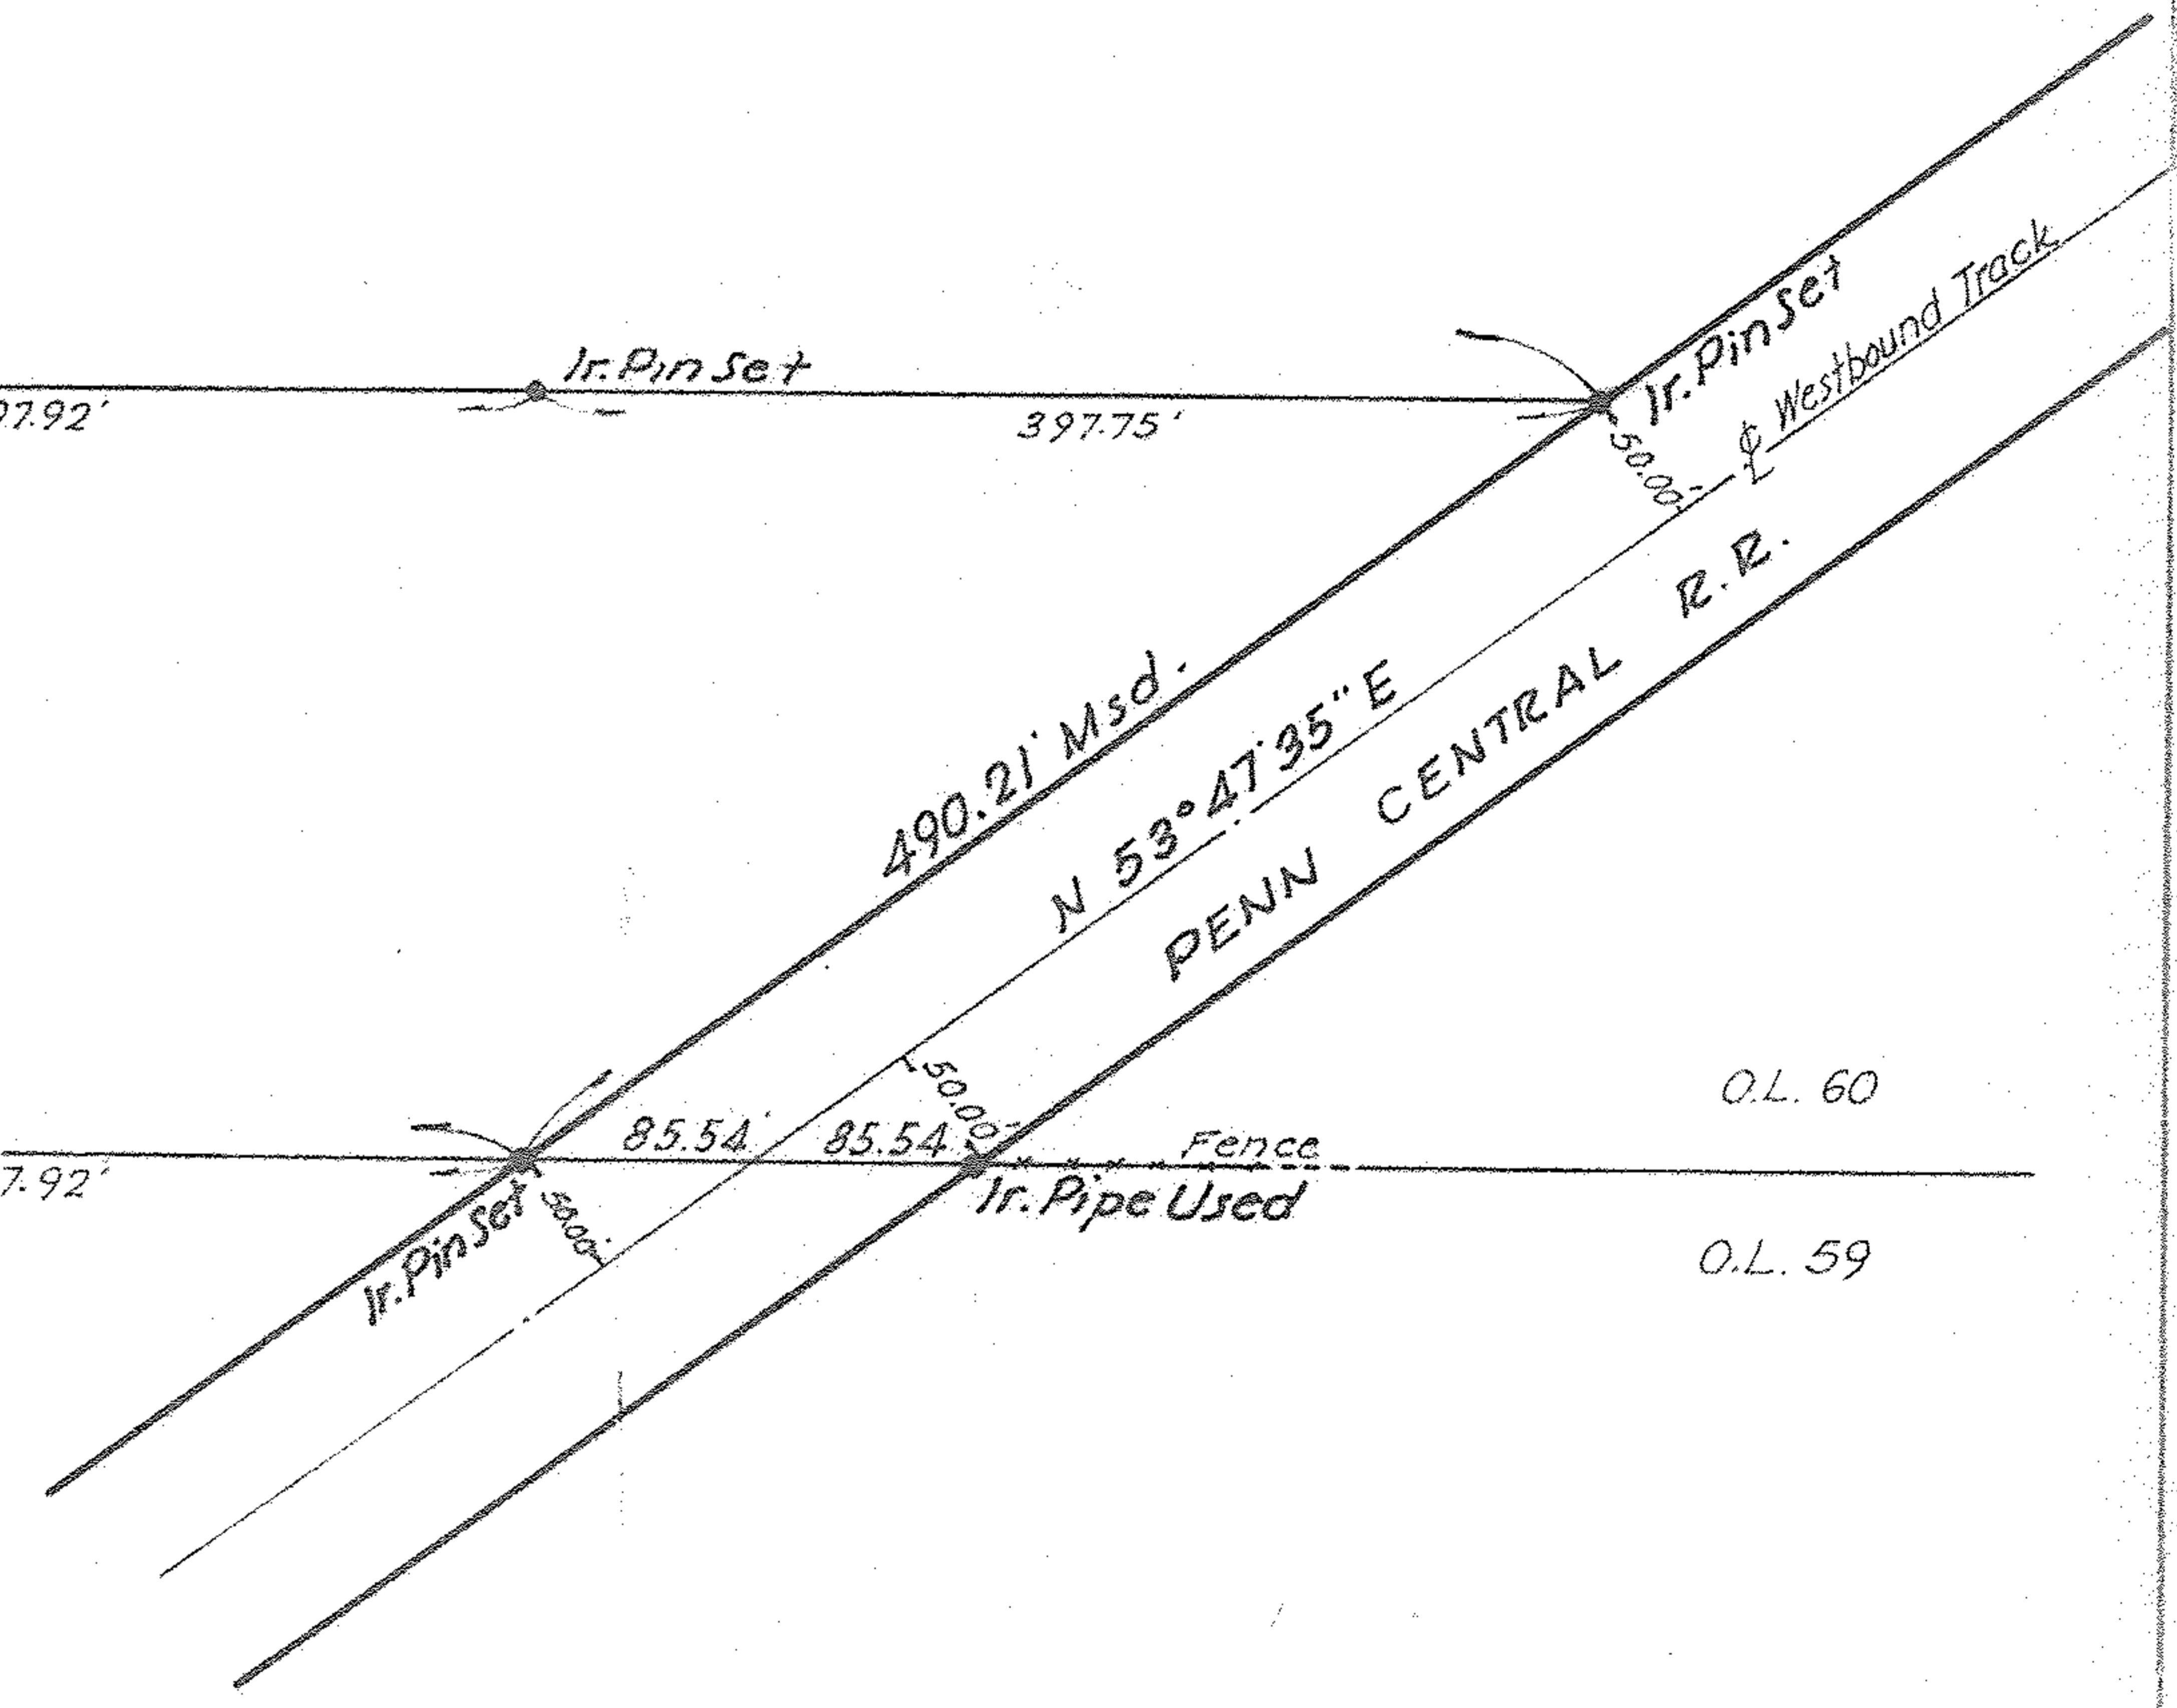 Ir. Pin Set
97.92'
397.75'
Ir. Pin Set
50.00'
℄ Westbound Track
490.21' Msd.
N 53° 47' 35" E
PENN CENTRAL R.R.
50.00'
O.L. 60
85.54'
85.54'
Fence
7.92'
Ir. Pin Set
50.00'
Ir. Pipe Used
O.L. 59